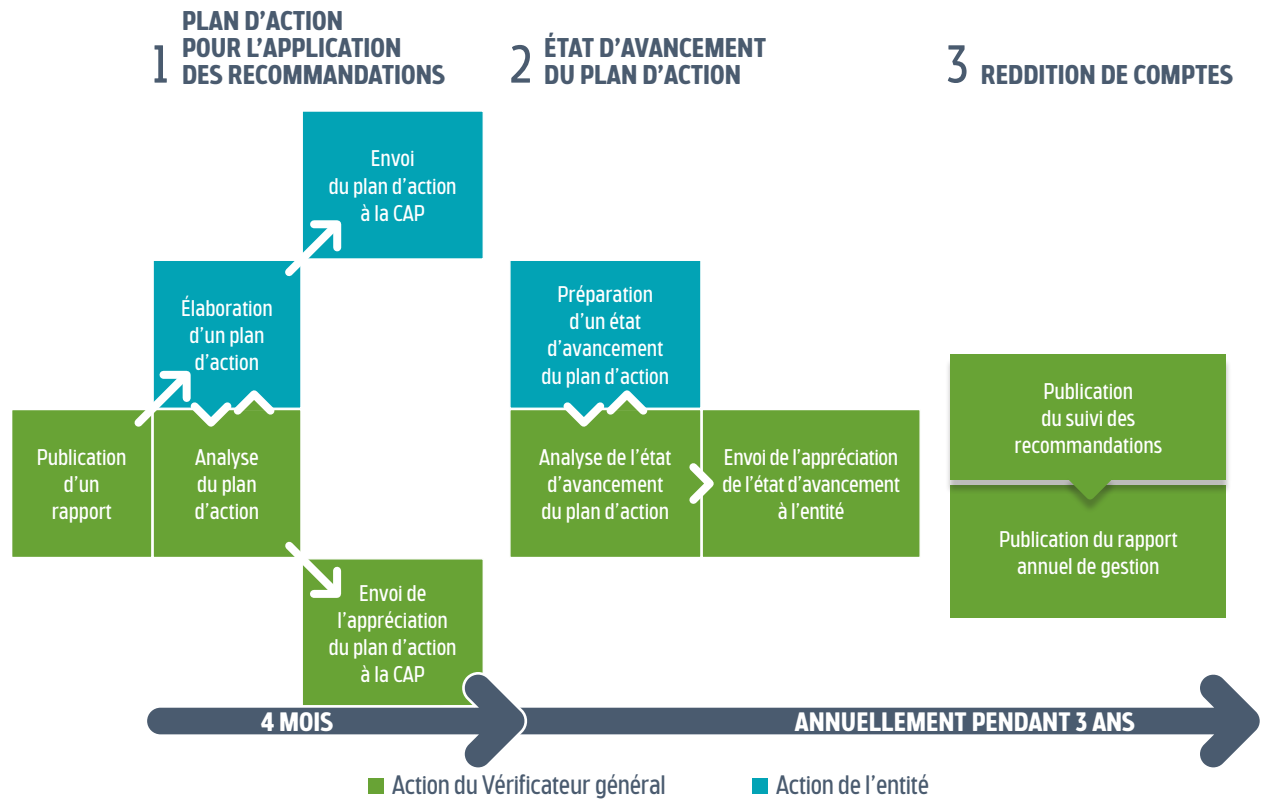 1 PLAN D'ACTION
POUR L'APPLICATION
DES RECOMMANDATIONS
2 ÉTAT D'AVANCEMENT
DU PLAN D'ACTION
3 REDDITION DE COMPTES
Envoi
du plan d'action
à la CAP
Élaboration
d'un plan
d'action
Publication
d'un
rapport
Analyse
du plan
d'action
Envoi de
l'appréciation
du plan d'action
à la CAP
Préparation
d'un état
d'avancement
du plan d'action
Analyse de l'état
d'avancement
du plan d'action
Envoi de l'appréciation
de l'état d'avancement
à l'entité
Publication
du suivi des
recommandations
Publication du rapport
annuel de gestion
4 MOIS
ANNUELLEMENT PENDANT 3 ANS
Action du Vérificateur général
Action de l'entité